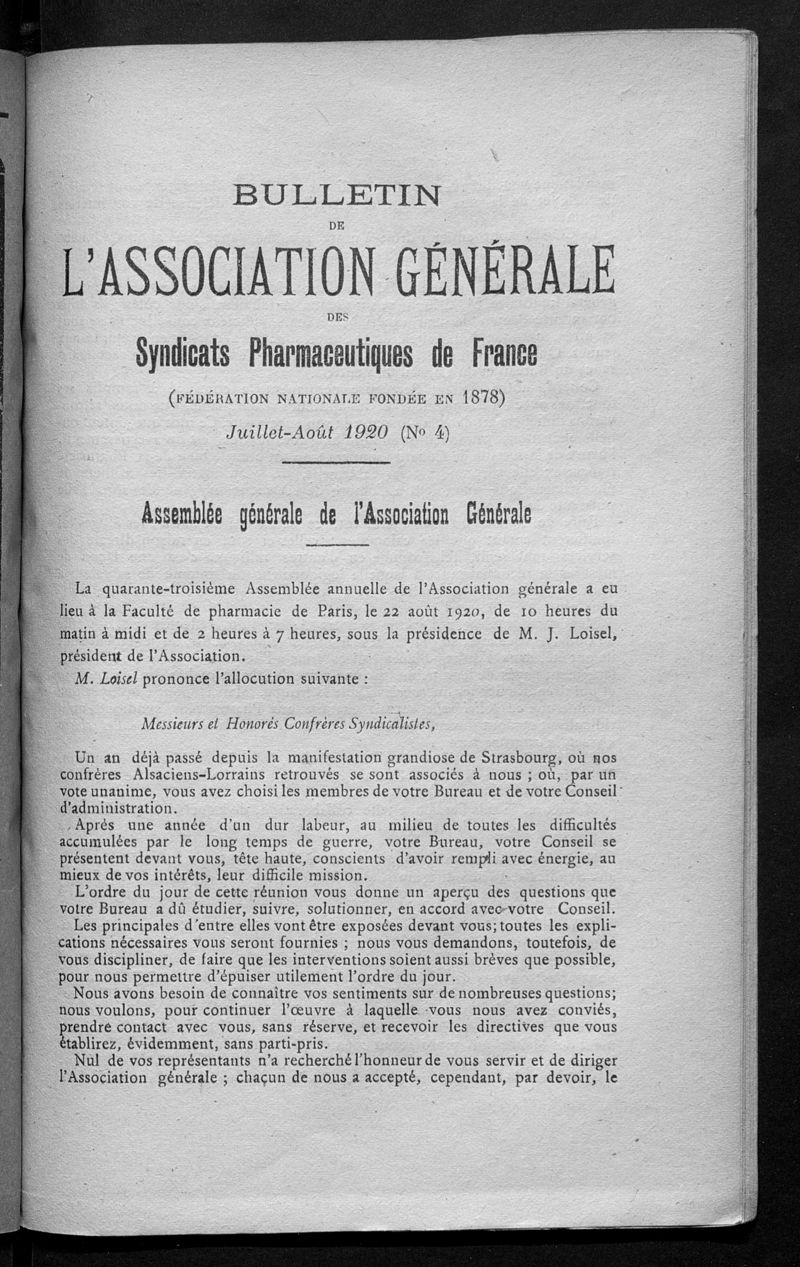 BULLETIN
DE
L'ASSOCIATION GÉNÉRALE
DES
Syndicats Pharmaceutiques de France
(FÉDÉRATION NATIONALE FONDÉE EN 1878)
Juillet-Août 1920 (No 4)
Assemblée générale de l'Association Générale
La quarante-troisième Assemblée annuelle de l'Association générale a eu
lieu à la Faculté de pharmacie de Paris, le 22 août 1920, de 10 heures du
matin à midi et de 2 heures à 7 heures, sous la présidence de M. J. Loisel,
président de l'Association.
M. Loisel prononce l'allocution suivante :
Messieurs et Honorés Confrères Syndicalistes,
Un an déjà passé depuis la manifestation grandiose de Strasbourg, où nos
confrères Alsaciens-Lorrains retrouvés se sont associés à nous ; où, par un
vote unanime, vous avez choisi les membres de votre Bureau et de votre Conseil
d'administration.
Après une année d'un dur labeur, au milieu de toutes les difficultés
accumulées par le long temps de guerre, votre Bureau, votre Conseil se
présentent devant vous, tête haute, conscients d'avoir rempli avec énergie, au
mieux de vos intérêts, leur difficile mission.
L'ordre du jour de cette réunion vous donne un aperçu des questions que
votre Bureau a dû étudier, suivre, solutionner, en accord avec votre Conseil.
Les principales d'entre elles vont être exposées devant vous; toutes les expli-
cations nécessaires vous seront fournies ; nous vous demandons, toutefois, de
vous discipliner, de faire que les interventions soient aussi brèves que possible,
pour nous permettre d'épuiser utilement l'ordre du jour.
Nous avons besoin de connaître vos sentiments sur de nombreuses questions;
nous voulons, pour continuer l'œuvre à laquelle vous nous avez conviés,
prendre contact avec vous, sans réserve, et recevoir les directives que vous
établirez, évidemment, sans parti-pris.
Nul de vos représentants n'a recherché l'honneur de vous servir et de diriger
l'Association générale ; chaçun de nous a accepté, cependant, par devoir, le